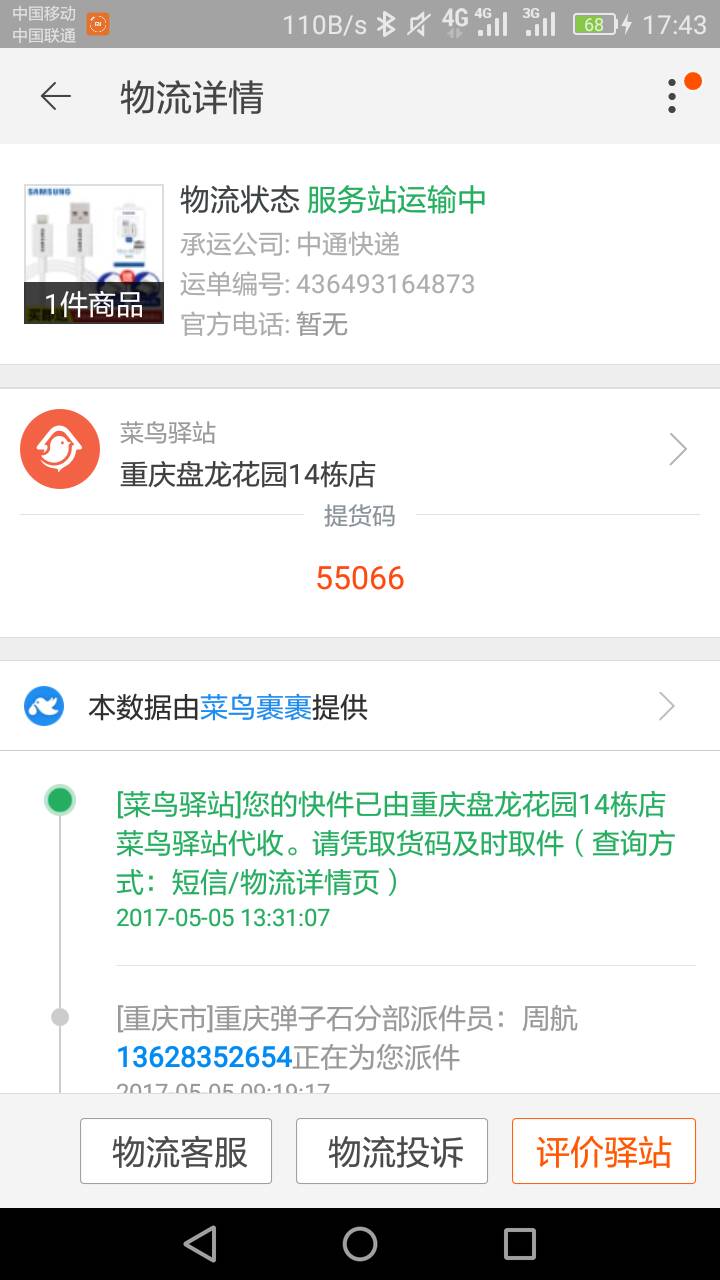 中国移动
中国联通
110B/s 4G 4G 3G 68 17:43
物流详情
SAMSUNG
1件商品
物流状态 服务站运输中
承运公司: 中通快递
运单编号: 436493164873
官方电话: 暂无
菜鸟驿站
重庆盘龙花园14栋店
提货码
55066
本数据由菜鸟裹裹提供
[菜鸟驿站]您的快件已由重庆盘龙花园14栋店
菜鸟驿站代收。请凭取货码及时取件（查询方
式：短信/物流详情页）
2017-05-05 13:31:07
[重庆市]重庆弹子石分部派件员：周航
13628352654正在为您派件
2017-05-05 09:19:17
物流客服
物流投诉
评价驿站